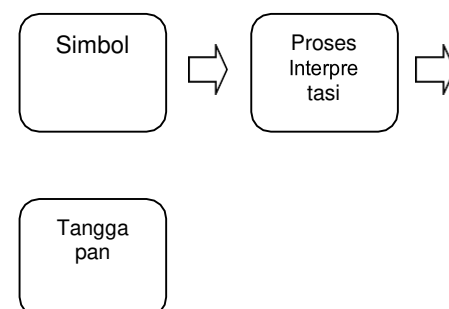 Simbol
Proses
Interpre
tasi
Tangga
pan